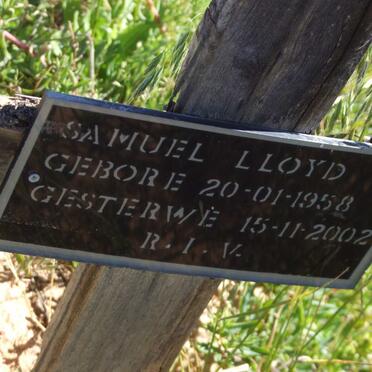 SAMUEL LLOYD
GEBORE 20-01-1958
GESTERWE 15-11-2002
R.I.V.